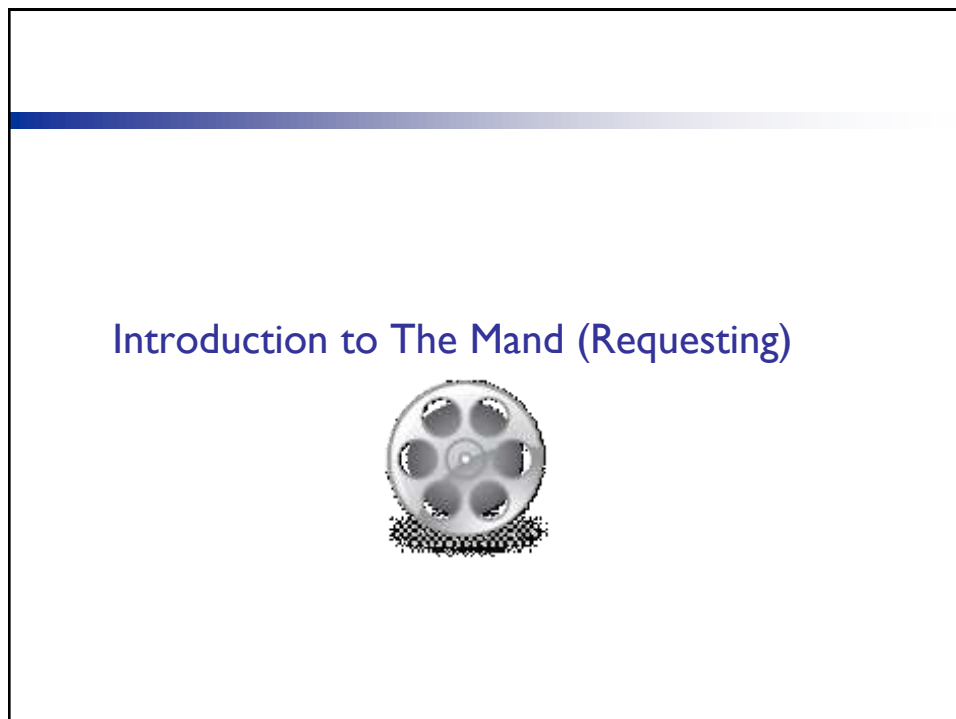 Introduction to The Mand (Requesting)